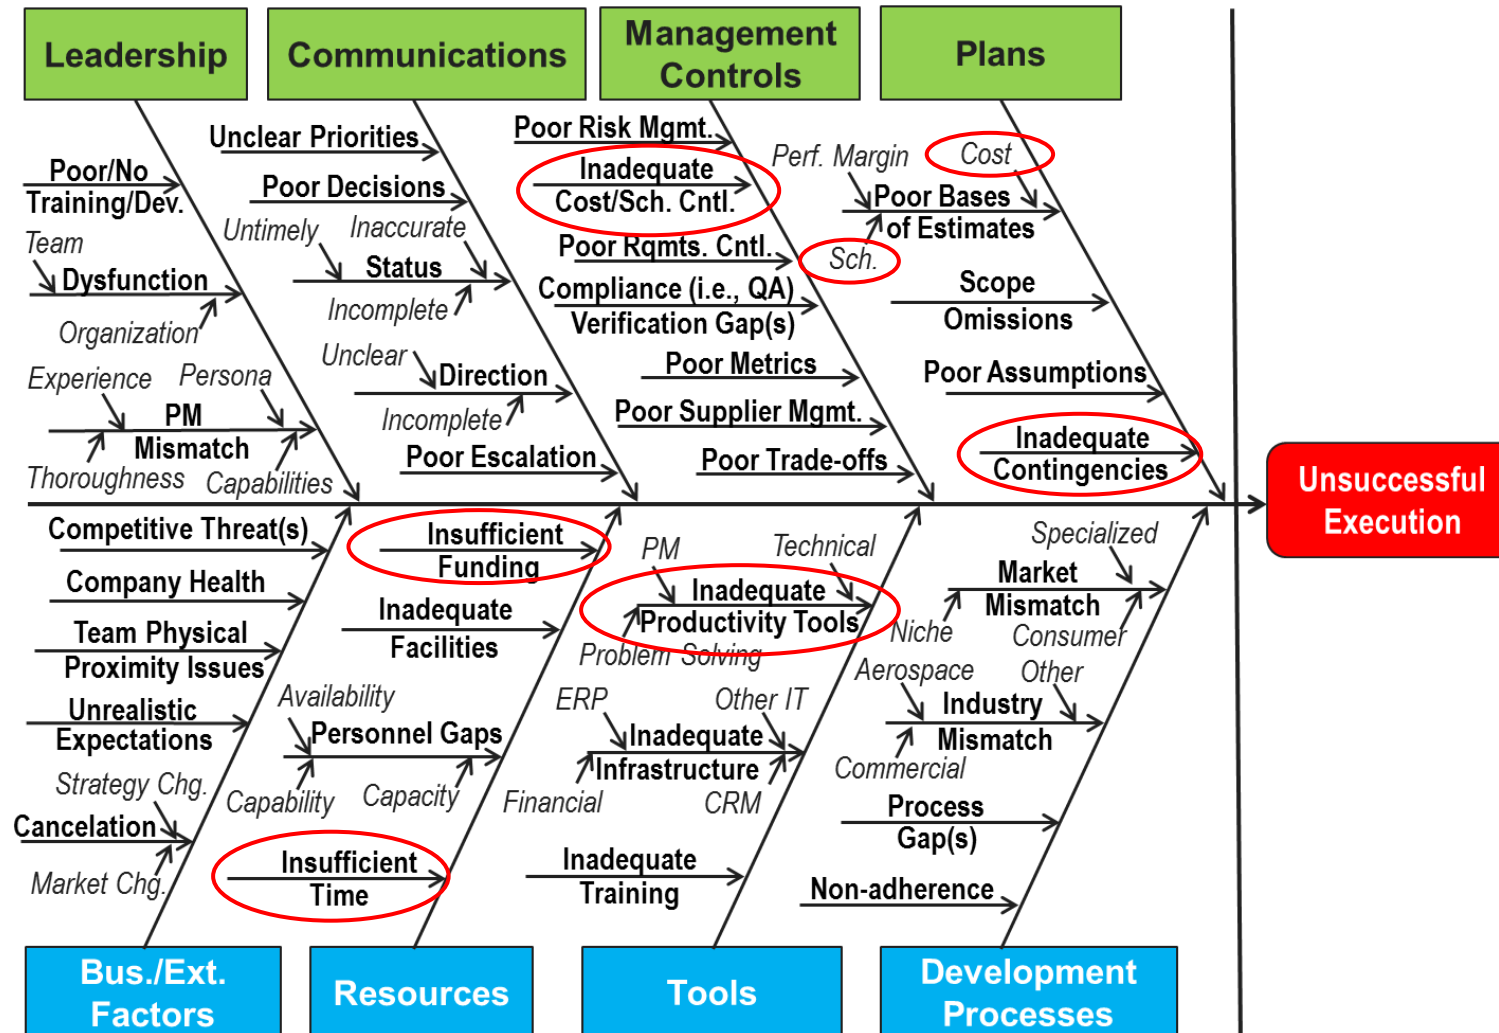 Leadership
Communications
Management
Controls
Plans
Poor/No
Training/Dev.
Team
Dysfunction
Organization
Experience
Persona
PM
Mismatch
Thoroughness
Capabilities
Unclear Priorities
Poor Decisions
Untimely
Inaccurate
Status
Incomplete
Unclear
Direction
Incomplete
Poor Escalation
Poor Risk Mgmt.
Inadequate
Cost/Sch. Cntl.
Poor Rqmts. Cntl.
Compliance (i.e., QA)
Verification Gap(s)
Poor Metrics
Poor Supplier Mgmt.
Poor Trade-offs
Perf. Margin
Cost
Poor Bases
of Estimates
Sch.
Scope
Omissions
Poor Assumptions
Inadequate
Contingencies
Unsuccessful
Execution
Competitive Threat(s)
Company Health
Team Physical
Proximity Issues
Unrealistic
Expectations
Strategy Chg.
Cancelation
Market Chg.
Insufficient
Funding
Inadequate
Facilities
Availability
Personnel Gaps
Capability
Capacity
Insufficient
Time
PM
Technical
Inadequate
Productivity Tools
Problem Solving
ERP
Other IT
Inadequate
Infrastructure
Financial
CRM
Inadequate
Training
Specialized
Market
Mismatch
Niche
Consumer
Aerospace
Other
Industry
Mismatch
Commercial
Process
Gap(s)
Non-adherence
Bus./Ext.
Factors
Resources
Tools
Development
Processes